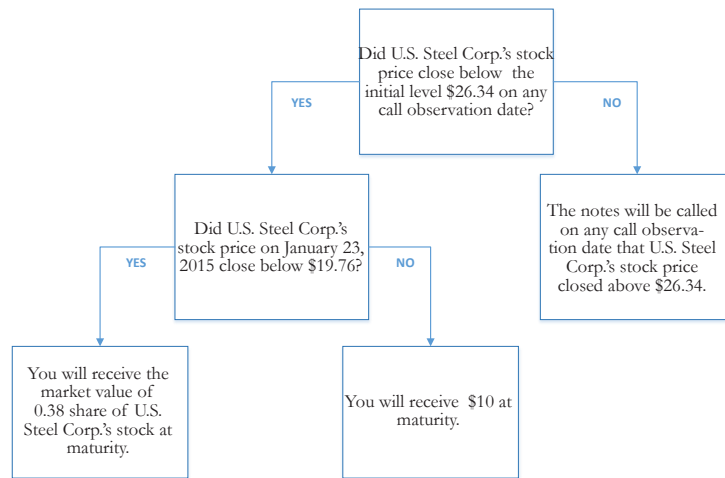 Did U.S. Steel Corp.'s stock
price close below the
initial level $26.34 on any
call observation date?
YES
NO
Did U.S. Steel Corp.'s
stock price on January 23,
2015 close below $19.76?
The notes will be called
on any call observa-
tion date that U.S. Steel
Corp.'s stock price
closed above $26.34.
YES
NO
You will receive the
market value of
0.38 share of U.S.
Steel Corp.'s stock at
maturity.
You will receive $10 at
maturity.